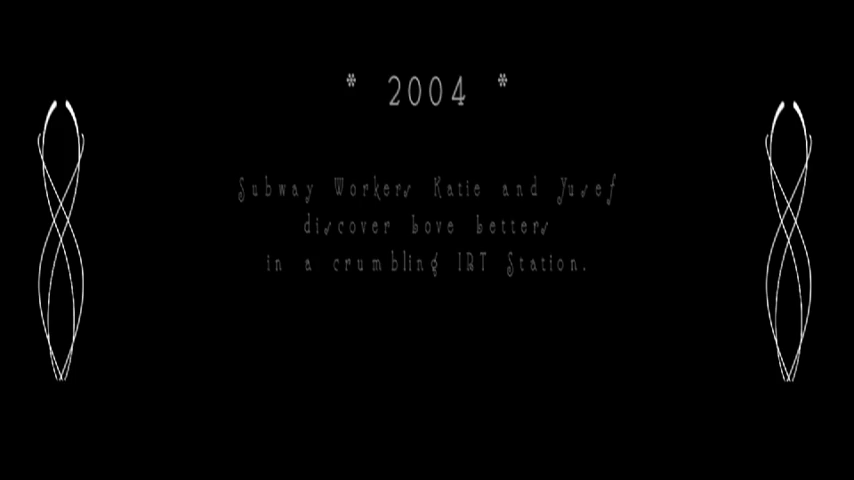 * 2004 *
Subway Workers Katie and Yusef
discover Love Letters
in a crumbling IRT Station.